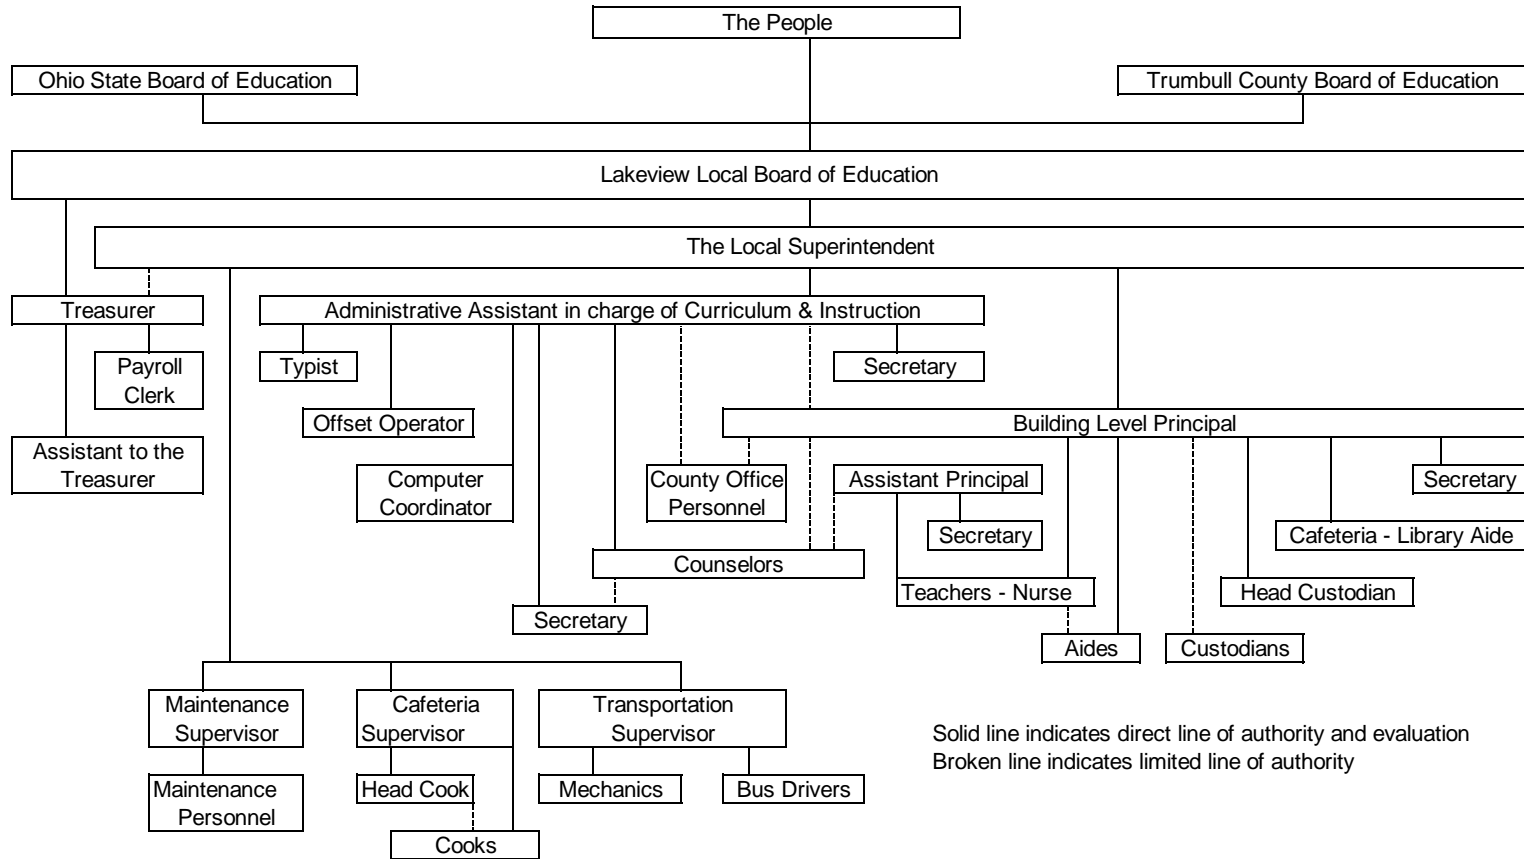 The People
Ohio State Board of Education
Trumbull County Board of Education
Lakeview Local Board of Education
The Local Superintendent
Treasurer
Administrative Assistant in charge of Curriculum & Instruction
Payroll
Clerk
Typist
Secretary
Offset Operator
Building Level Principal
Assistant to the
Treasurer
Computer
Coordinator
County Office
Personnel
Assistant Principal
Secretary
Secretary
Cafeteria - Library Aide
Counselors
Teachers - Nurse
Head Custodian
Secretary
Aides
Custodians
Maintenance
Supervisor
Cafeteria
Supervisor
Transportation
Supervisor
Solid line indicates direct line of authority and evaluation
Broken line indicates limited line of authority
Maintenance
Personnel
Head Cook
Mechanics
Bus Drivers
Cooks